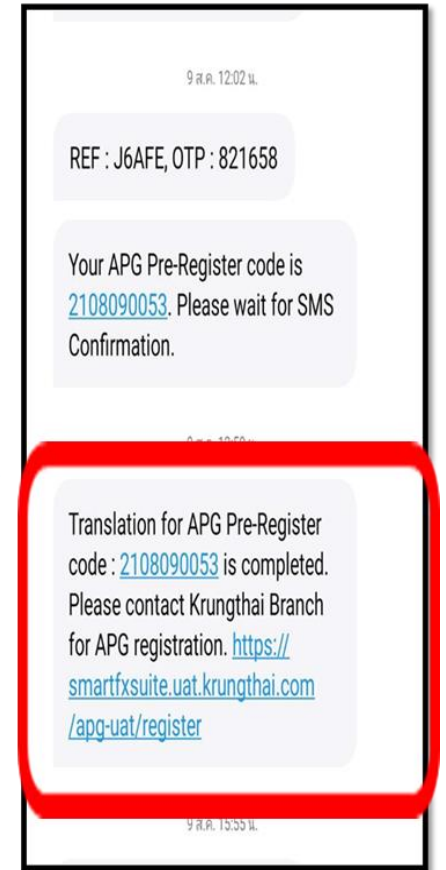 9 ส.ค. 12:02 น.
REF : J6AFE, OTP : 821658
Your APG Pre-Register code is
2108090053. Please wait for SMS
Confirmation.
Translation for APG Pre-Register
code : 2108090053 is completed.
Please contact Krungthai Branch
for APG registration. https://
smartfxsuite.uat.krungthai.com
/apg-uat/register
9 ส.ค. 15:55 น.